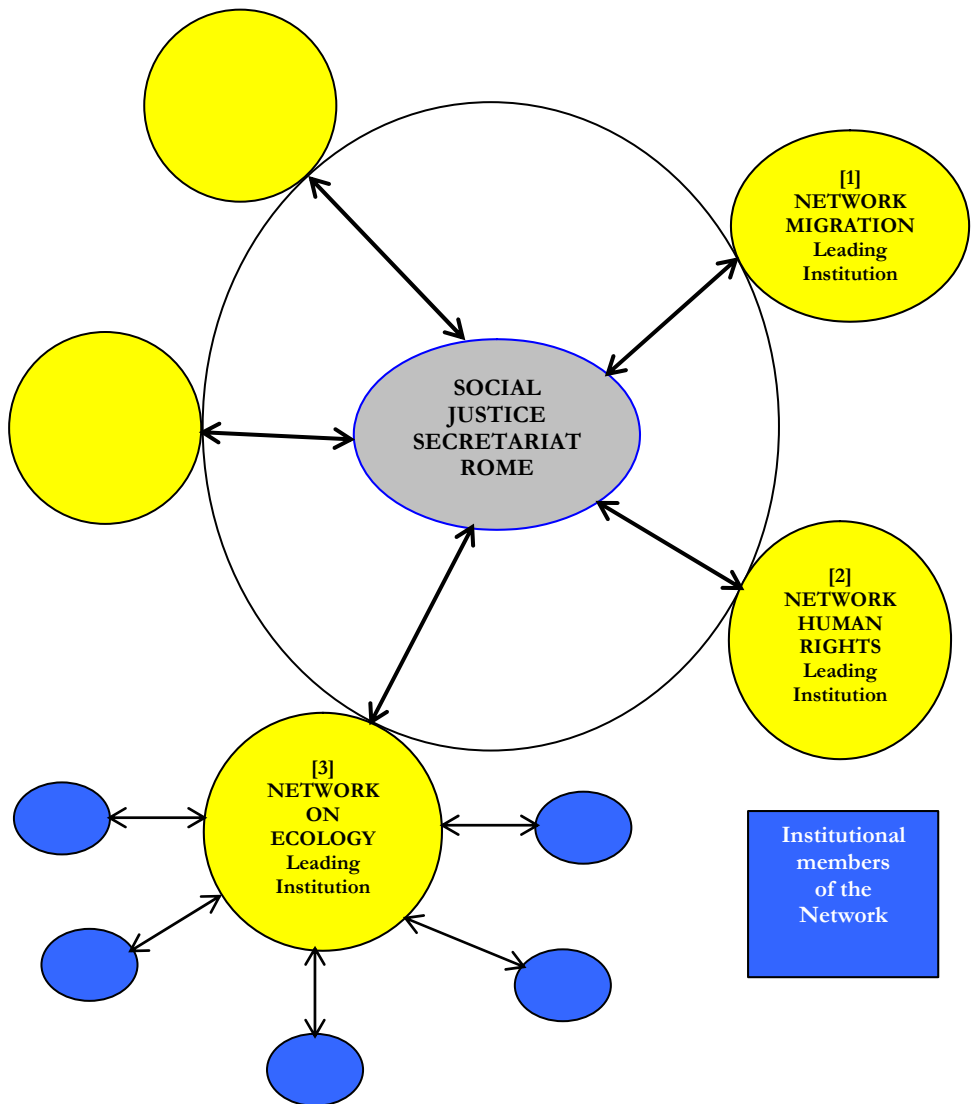 [1]
NETWORK
MIGRATION
Leading
Institution
SOCIAL
JUSTICE
SECRETARIAT
ROME
[2]
NETWORK
HUMAN
RIGHTS
Leading
Institution
[3]
NETWORK
ON
ECOLOGY
Leading
Institution
Institutional
members
of the
Network